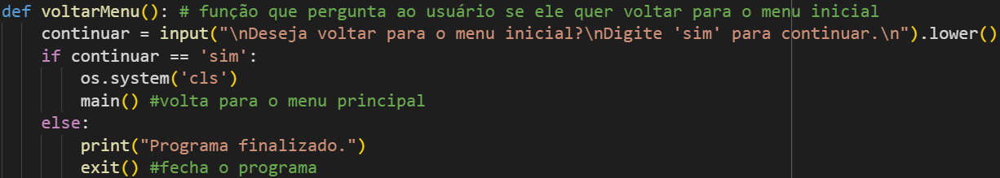 def voltarMenu(): # função que pergunta ao usuário se ele quer voltar para o menu inicial
    continuar = input("\nDeseja voltar para o menu inicial?\nDigite 'sim' para continuar.\n").lower()
    if continuar == 'sim':
        os.system('cls')
        main() #volta para o menu principal
    else:
        print("Programa finalizado.")
        exit() #fecha o programa